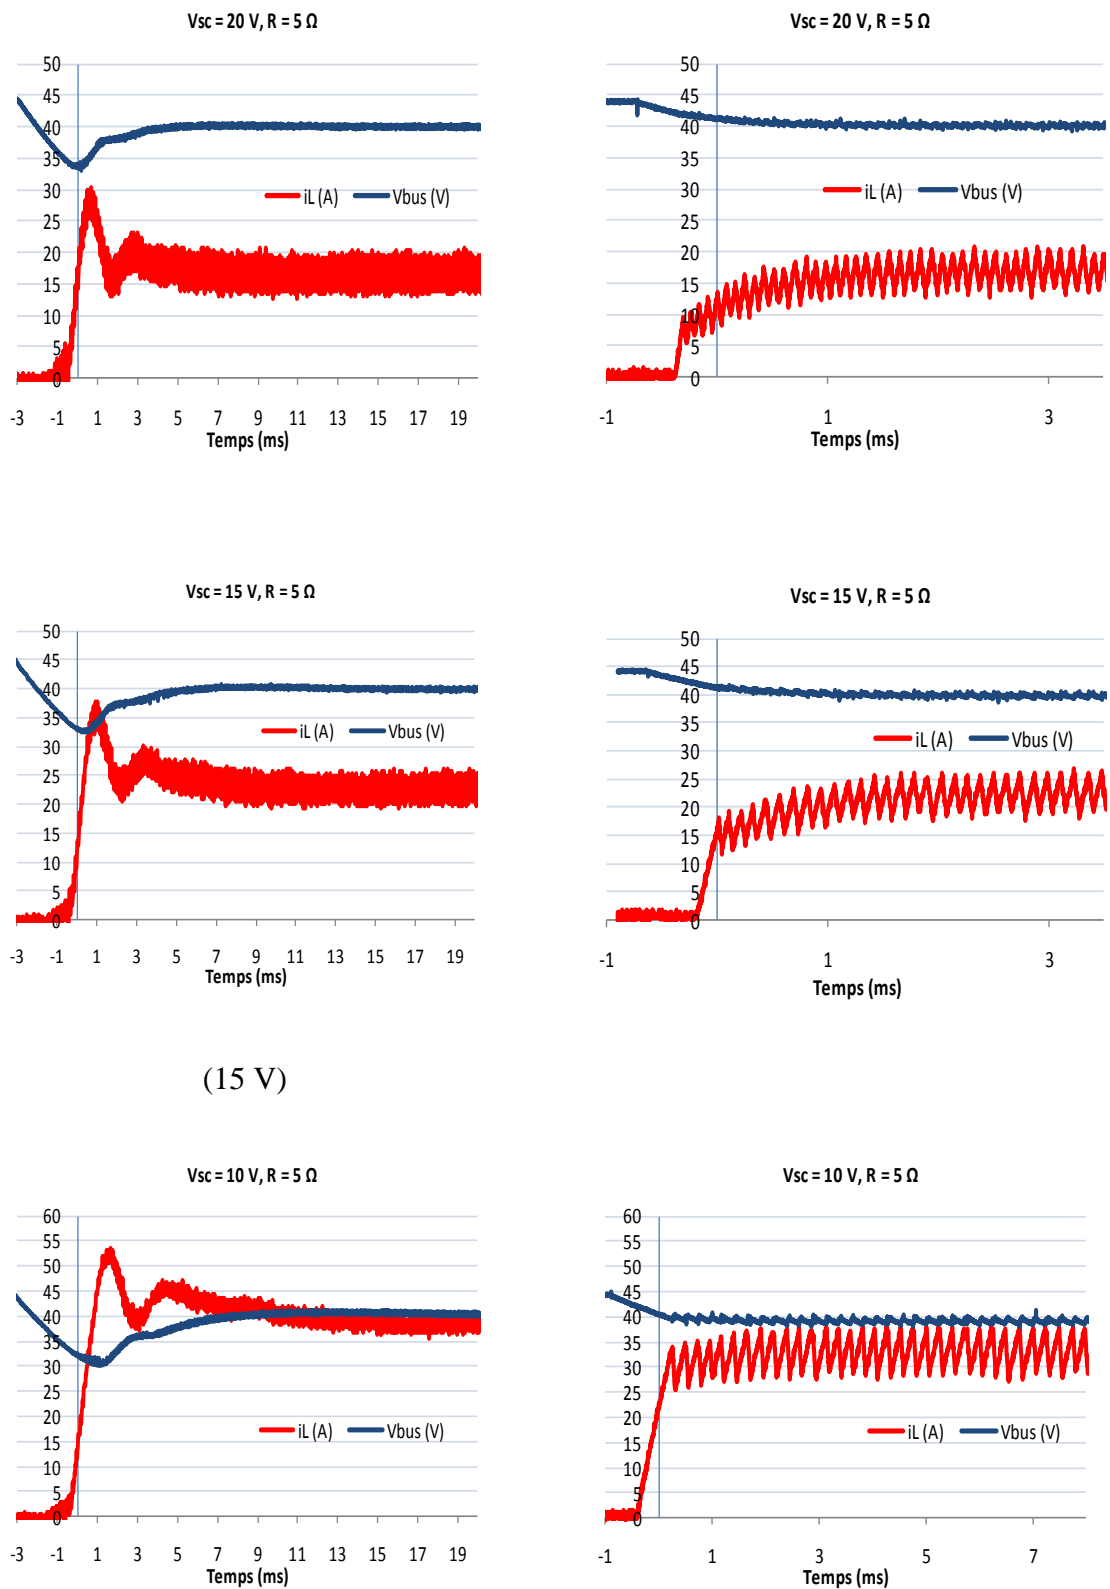 Vsc = 20 V, R = 5 Ω
50
45
40
35
30
25
20
15
10
5
0
iL (A) Vbus (V)
-3 -1 1 3 5 7 9 11 13 15 17 19
Temps (ms)
Vsc = 20 V, R = 5 Ω
50
45
40
35
30
25
20
15
10
5
0
iL (A) Vbus (V)
-1 1 3
Temps (ms)
Vsc = 15 V, R = 5 Ω
50
45
40
35
30
25
20
15
10
5
0
iL (A) Vbus (V)
-3 -1 1 3 5 7 9 11 13 15 17 19
Temps (ms)
Vsc = 15 V, R = 5 Ω
50
45
40
35
30
25
20
15
10
5
0
iL (A) Vbus (V)
-1 1 3
Temps (ms)
(15 V)
Vsc = 10 V, R = 5 Ω
60
55
50
45
40
35
30
25
20
15
10
5
0
iL (A) Vbus (V)
-3 -1 1 3 5 7 9 11 13 15 17 19
Temps (ms)
Vsc = 10 V, R = 5 Ω
60
55
50
45
40
35
30
25
20
15
10
5
0
iL (A) Vbus (V)
-1 1 3 5 7
Temps (ms)